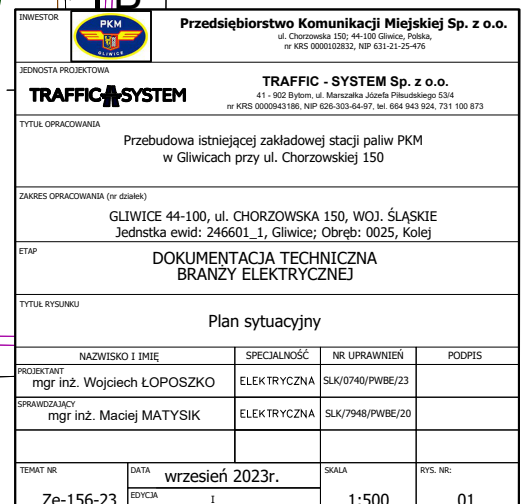 INWESTOR
PKM
GLIWICE
Przedsiębiorstwo Komunikacji Miejskiej Sp. z o.o.
ul. Chorzowska 150; 44-100 Gliwice, Polska,
nr KRS 0000102832, NIP 631-21-25-476
JEDNOSTA PROJEKTOWA
TRAFFIC SYSTEM
TRAFFIC - SYSTEM Sp. z o.o.
41 - 902 Bytom, ul. Marszałka Józefa Piłsudskiego 53/4
nr KRS 0000943186, NIP 626-303-64-97, tel. 664 943 924, 731 100 873
TYTUŁ OPRACOWANIA
Przebudowa istniejącej zakładowej stacji paliw PKM
w Gliwicach przy ul. Chorzowskiej 150
ZAKRES OPRACOWANIA (nr działek)
GLIWICE 44-100, ul. CHORZOWSKA 150, WOJ. ŚLĄSKIE
Jednstka ewid: 246601_1, Gliwice; Obręb: 0025, Kolej
ETAP
DOKUMENTACJA TECHNICZNA
BRANŻY ELEKTRYCZNEJ
TYTUŁ RYSUNKU
Plan sytuacyjny
NAZWISKO I IMIĘ SPECJALNOŚĆ NR UPRAWNIEŃ PODPIS
PROJEKTANT
mgr inż. Wojciech ŁOPOSZKO ELEKTRYCZNA SLK/0740/PWBE/23
SPRAWDZAJĄCY
mgr inż. Maciej MATYSIK ELEKTRYCZNA SLK/7948/PWBE/20
TEMAT NR DATA wrzesień 2023r. SKALA RYS. NR:
Ze-156-23 EDYCJA I 1:500 01